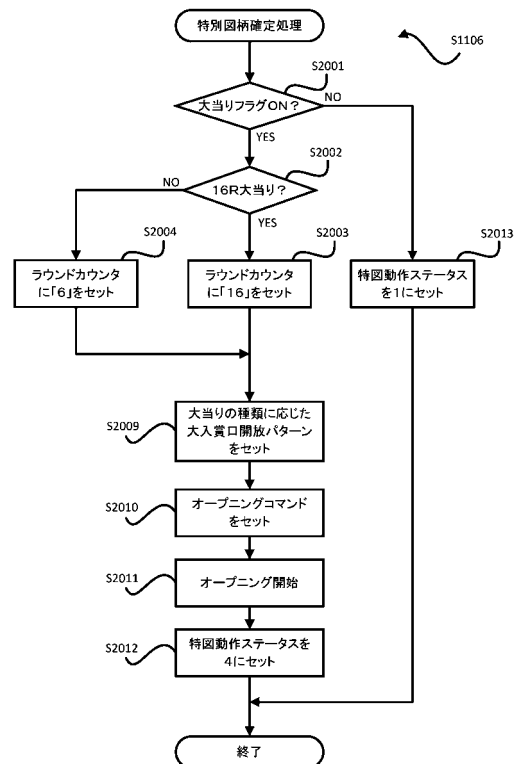 特別図柄確定処理
S1106
S2001
大当りフラグON？
NO
YES
S2002
16R大当り？
NO
YES
S2004
ラウンドカウンタ
に「6」をセット
S2003
ラウンドカウンタ
に「16」をセット
S2013
特図動作ステータス
を1にセット
S2009
大当りの種類に応じた
大入賞口開放パターン
をセット
S2010
オープニングコマンド
をセット
S2011
オープニング開始
S2012
特図動作ステータスを
4にセット
終了